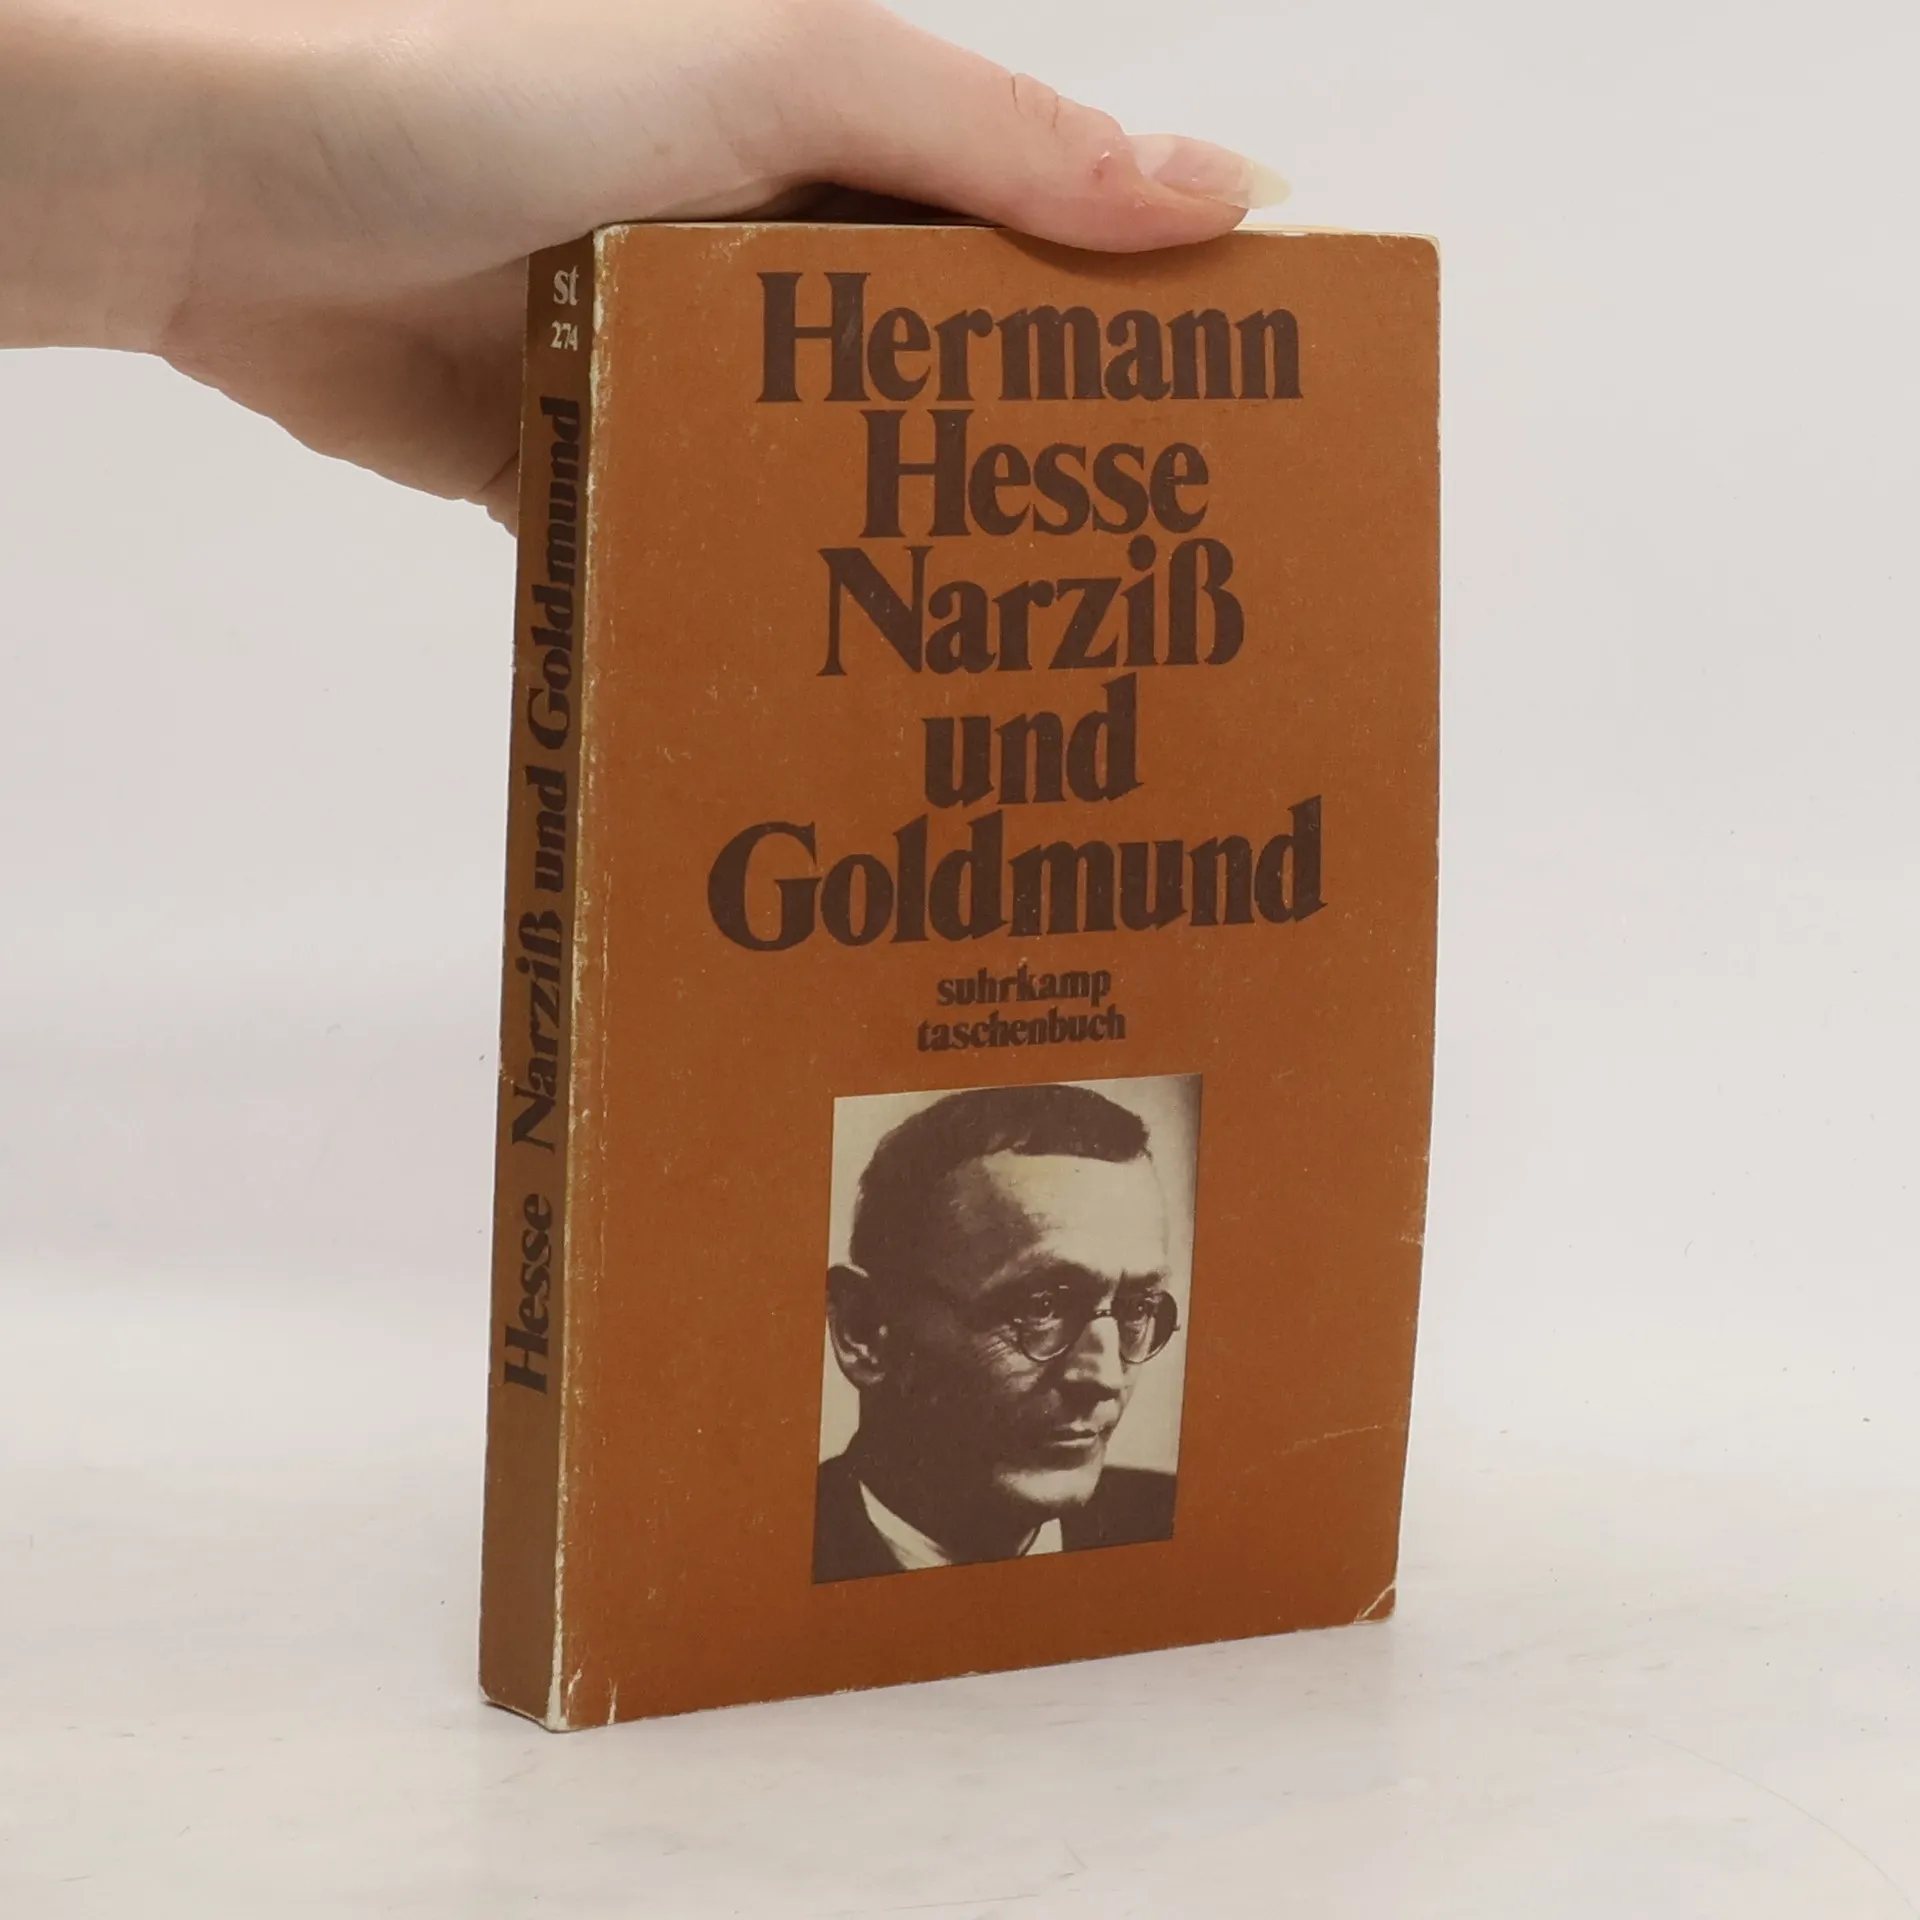 st
274
Hesse Narziß und Goldmund
Hermann
Hesse
Narziß
und
Goldmund
suhrkamp
taschenbuch